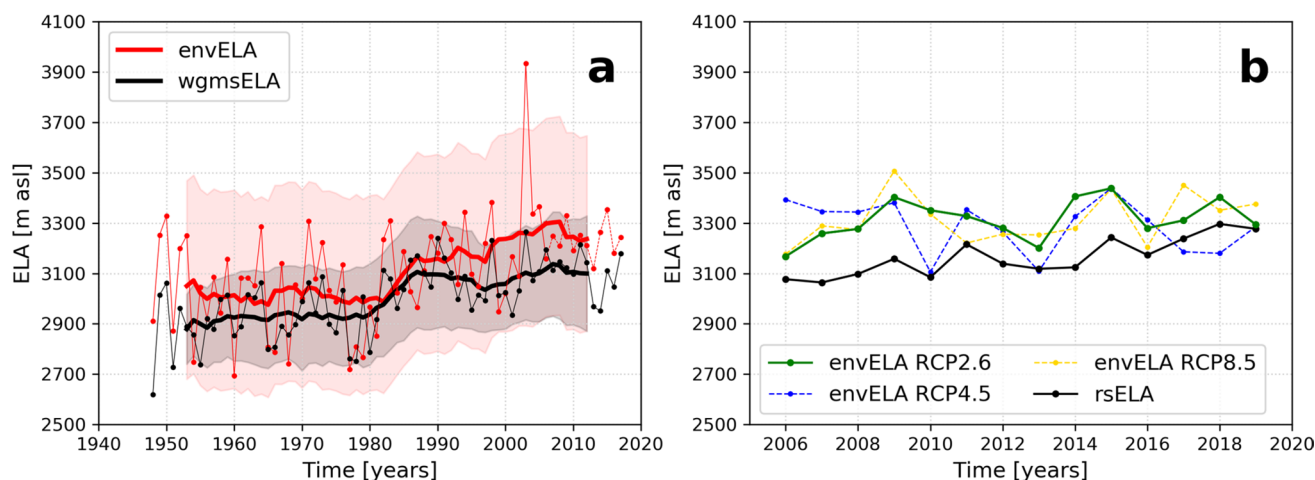 4100
3900
3700
3500
3300
3100
2900
2700
2500
ELA [m asl]
envELA
wgmsELA
a
1940 1950 1960 1970 1980 1990 2000 2010 2020
Time [years]
4100
3900
3700
3500
3300
3100
2900
2700
2500
ELA [m asl]
b
envELA RCP2.6
envELA RCP4.5
envELA RCP8.5
rsELA
2006 2008 2010 2012 2014 2016 2018 2020
Time [years]